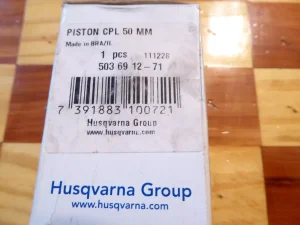 PISTON CPL 50 MM
Made in BRAZIL
1 pcs 111228
503 69 12-71
7 391883 100721
Husqvarna Group
www.husqvarna.com
Husqvarna Group
www.husqvarna.com